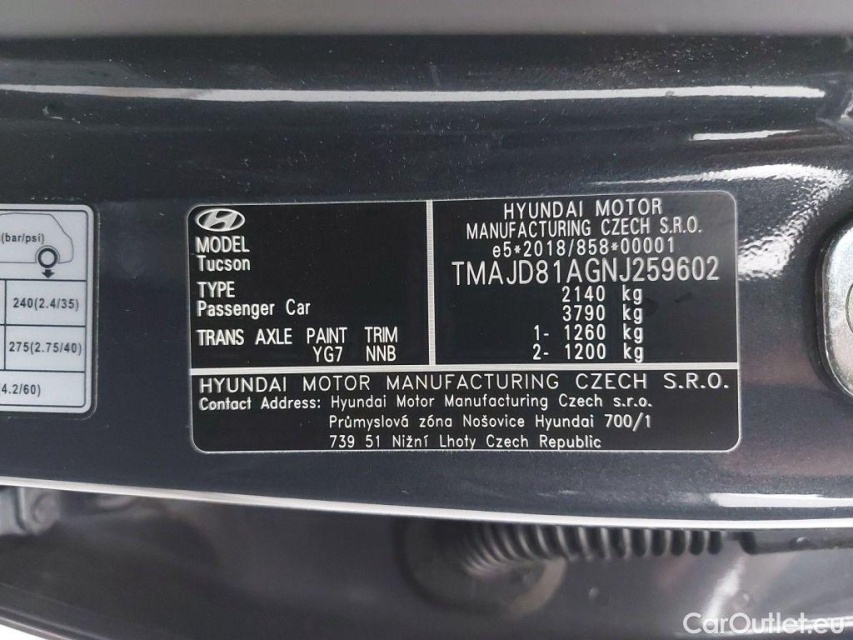 (bar/psi)
240(2.4/35)
275(2.75/40)
4.2/60)
MODEL
Tucson
TYPE
Passenger Car
TRANS AXLE PAINT TRIM
YG7 NNB
HYUNDAI MOTOR
MANUFACTURING CZECH S.R.O.
e5*2018/858*00001
TMAJD81AGNJ259602
2140 kg
3790 kg
1- 1260 kg
2- 1200 kg
HYUNDAI MOTOR MANUFACTURING CZECH S.R.O.
Contact Address: Hyundai Motor Manufacturing Czech s.r.o.
Průmyslová zóna Nošovice Hyundai 700/1
739 51 Nižní Lhoty Czech Republic
CarOutlet.eu